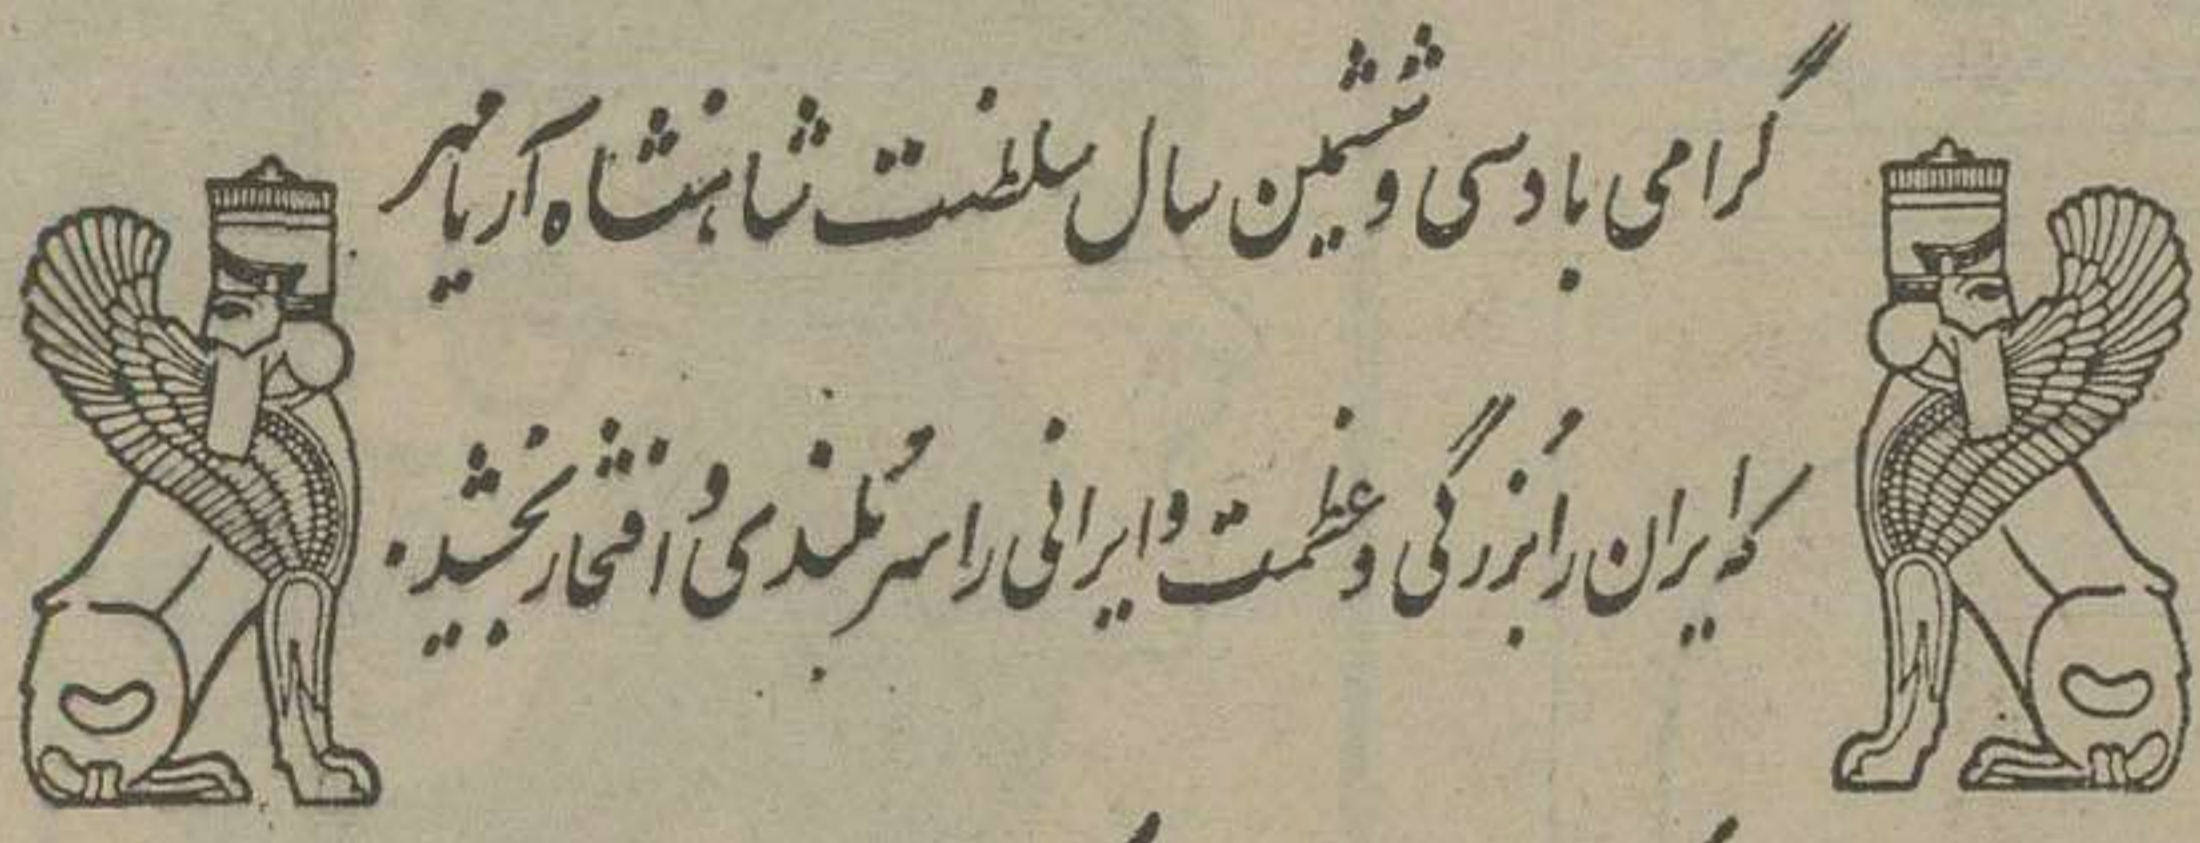 گرامی باد سی و ششمین سال سلطنت شاهنشاه آریامهر
که ایران را بزرگی و عظمت و ایرانی را سربلندی و افتخار بخشید.